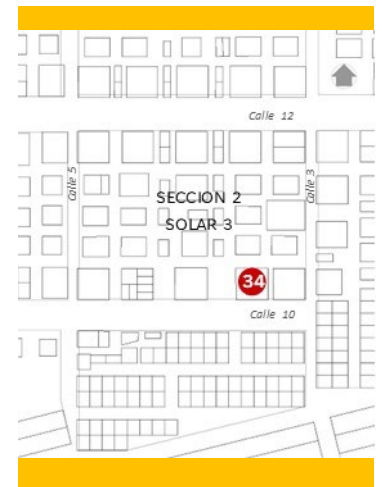 Calle 12
Calle 5
Calle 3
SECCION 2
SOLAR 3
34
Calle 10